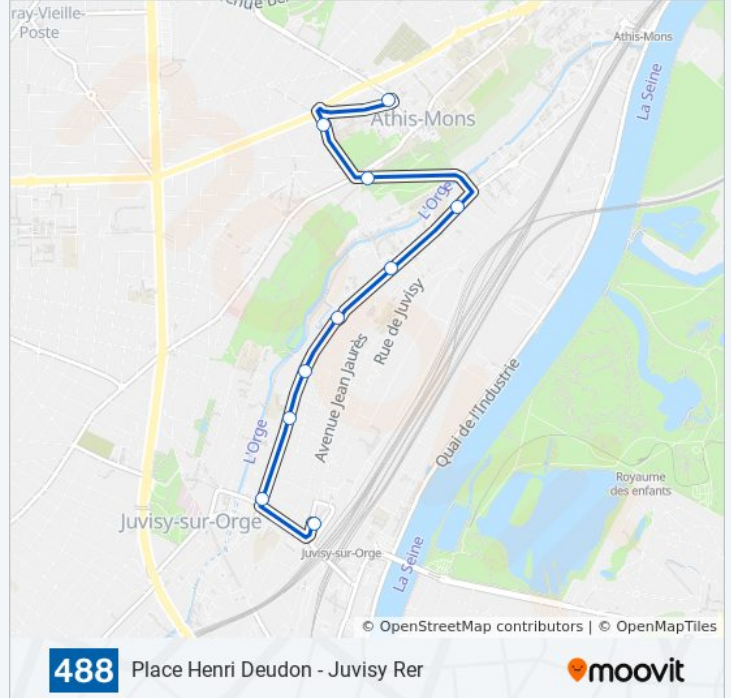 ray-Vieille-
Poste
Athis-Mons
La Seine
Athis-Mons
L'Orge
Rue de Juvisy
Avenue Jean Jaurès
Quai de l'Industrie
L'Orge
Royaume
des enfants
Juvisy-sur-Orge
Juvisy-sur-Orge
La Seine
© OpenStreetMap contributors | © OpenMapTiles
488 Place Henri Deudon - Juvisy Rer
moovit